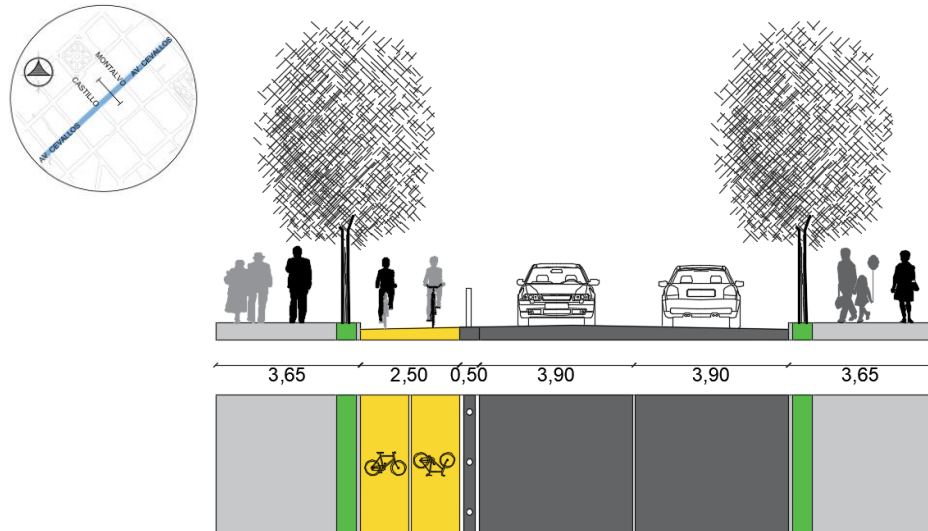 MONTALVO
AV. CEVALLOS
CASTILLO
AV. CEVALLOS
3,65
2,50
0,50
3,90
3,90
3,65